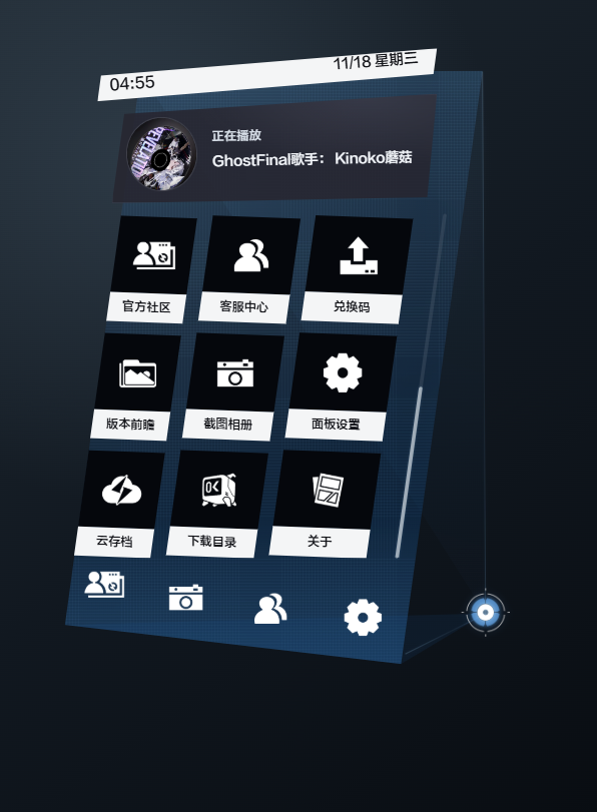 04:55
11/18 星期三
正在播放
GhostFinal歌手： Kinoko蘑菇
官方社区
客服中心
兑换码
版本前瞻
截图相册
面板设置
云存档
下载目录
关于